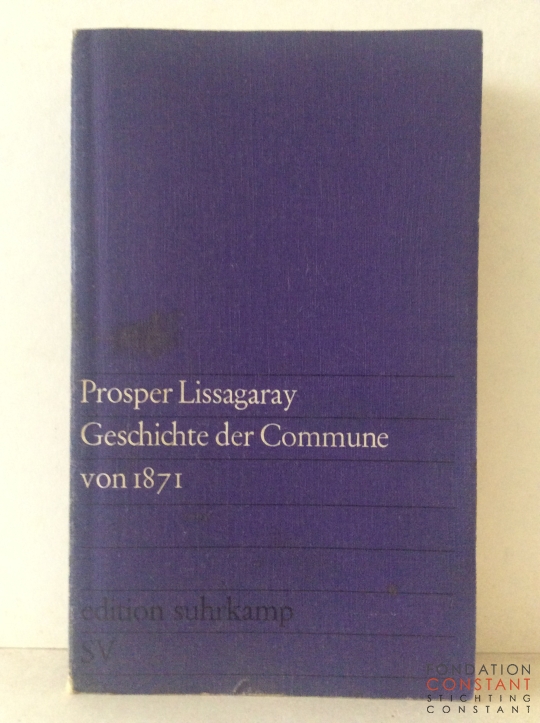 Prosper Lissagaray
Geschichte der Commune
von 1871
edition suhrkamp
SV
FONDATION
CONSTANT
STICHTING
CONSTANT